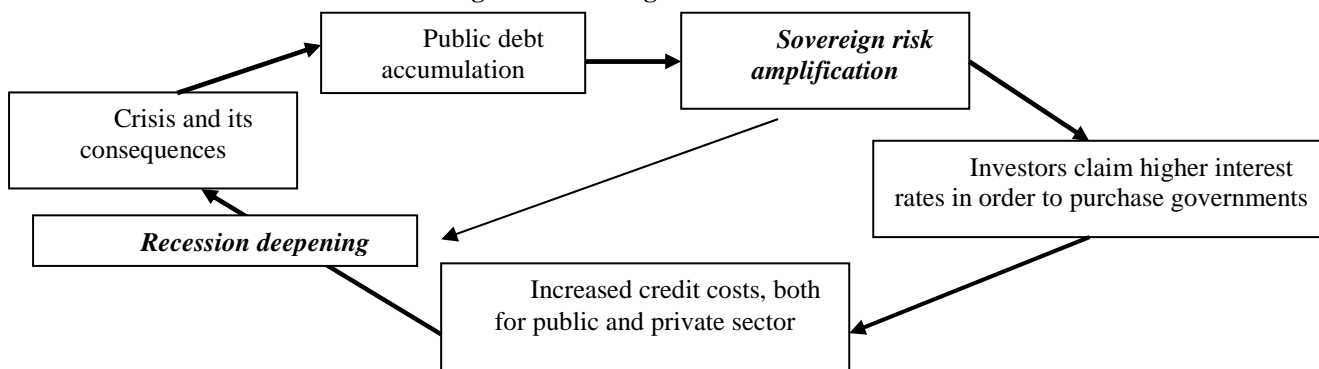 Public debt
accumulation
Sovereign risk
amplification
Crisis and its
consequences
Investors claim higher interest
rates in order to purchase governments
Recession deepening
Increased credit costs, both
for public and private sector